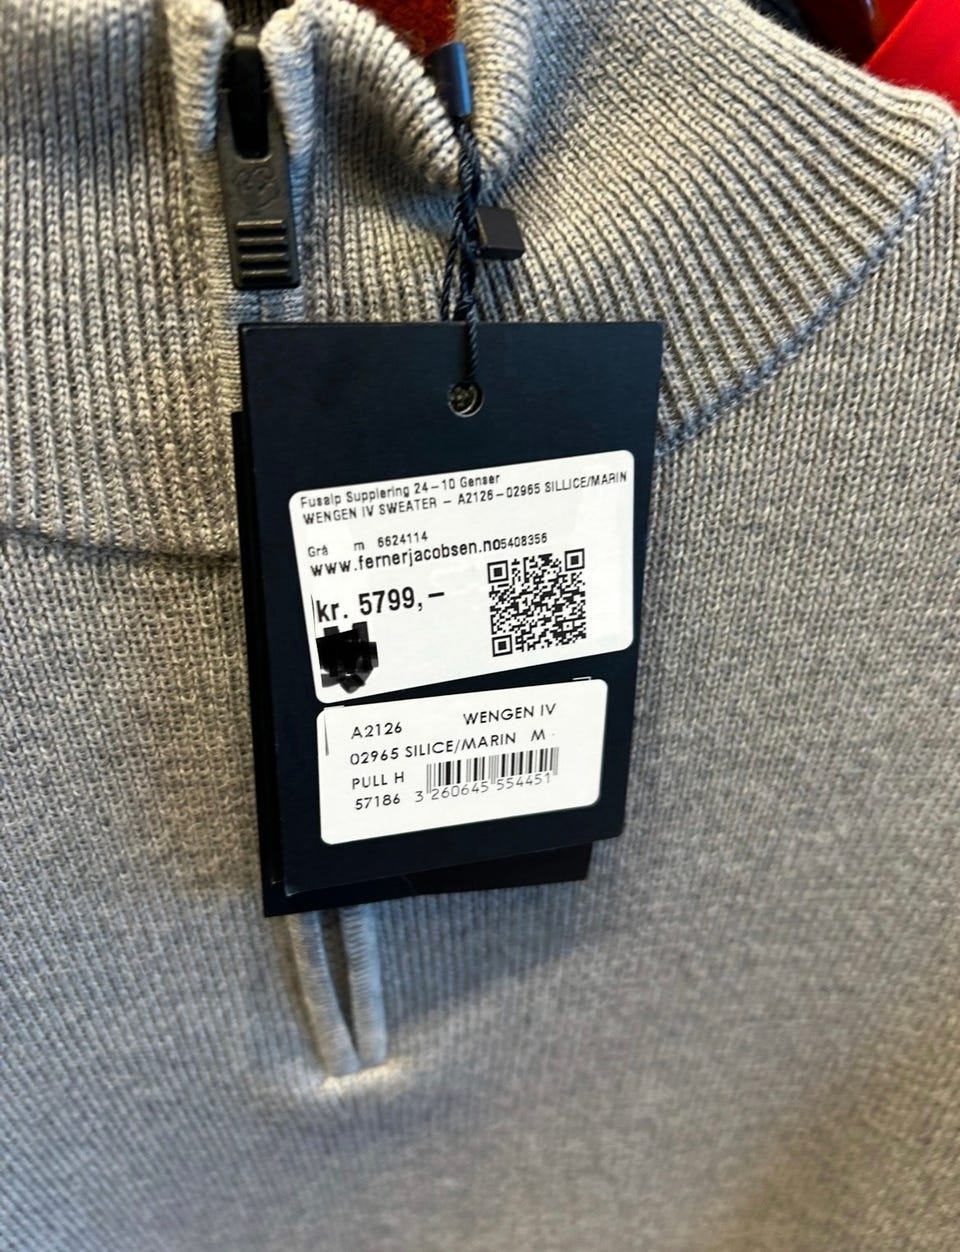 Fusalp Supplering 24-10 Genser
WENGEN IV SWEATER - A2126-02965 SILLICE/MARIN
Grå m 6624114
www.fernerjacobsen.no5408356
kr. 5799,-
A2126 WENGEN IV
02965 SILICE/MARIN M
PULL H
57186 3 260645 554451